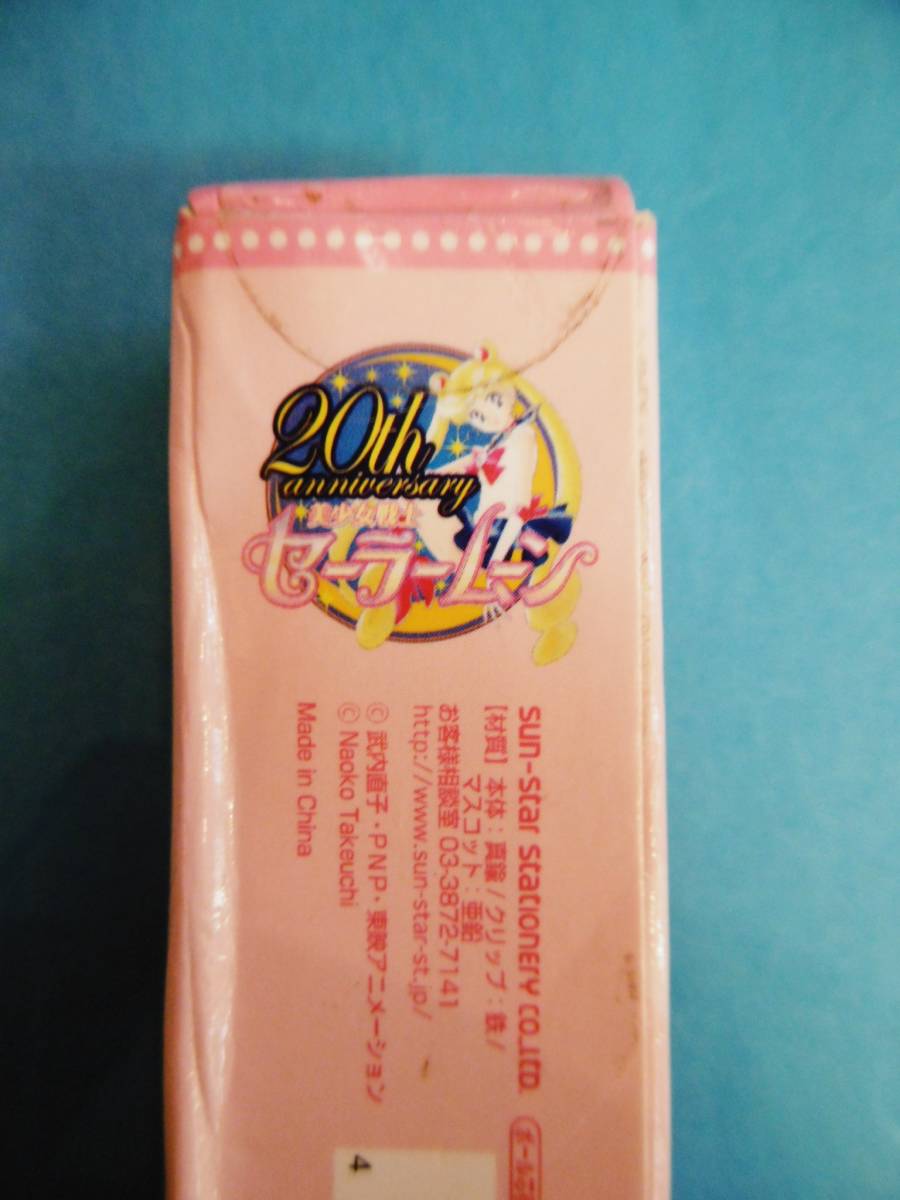 20th
anniversary
美少女戦士
セーラームーン
sun-star Stationery CO.,LTD.
【材質】 本体:真鍮/クリップ:鉄/
マスコット:亜鉛
お客様相談室 03-3872-7141
http://www.sun-star-st.jp/
© 武内直子・PNP・東映アニメーション
© Naoko Takeuchi
Made in China
4